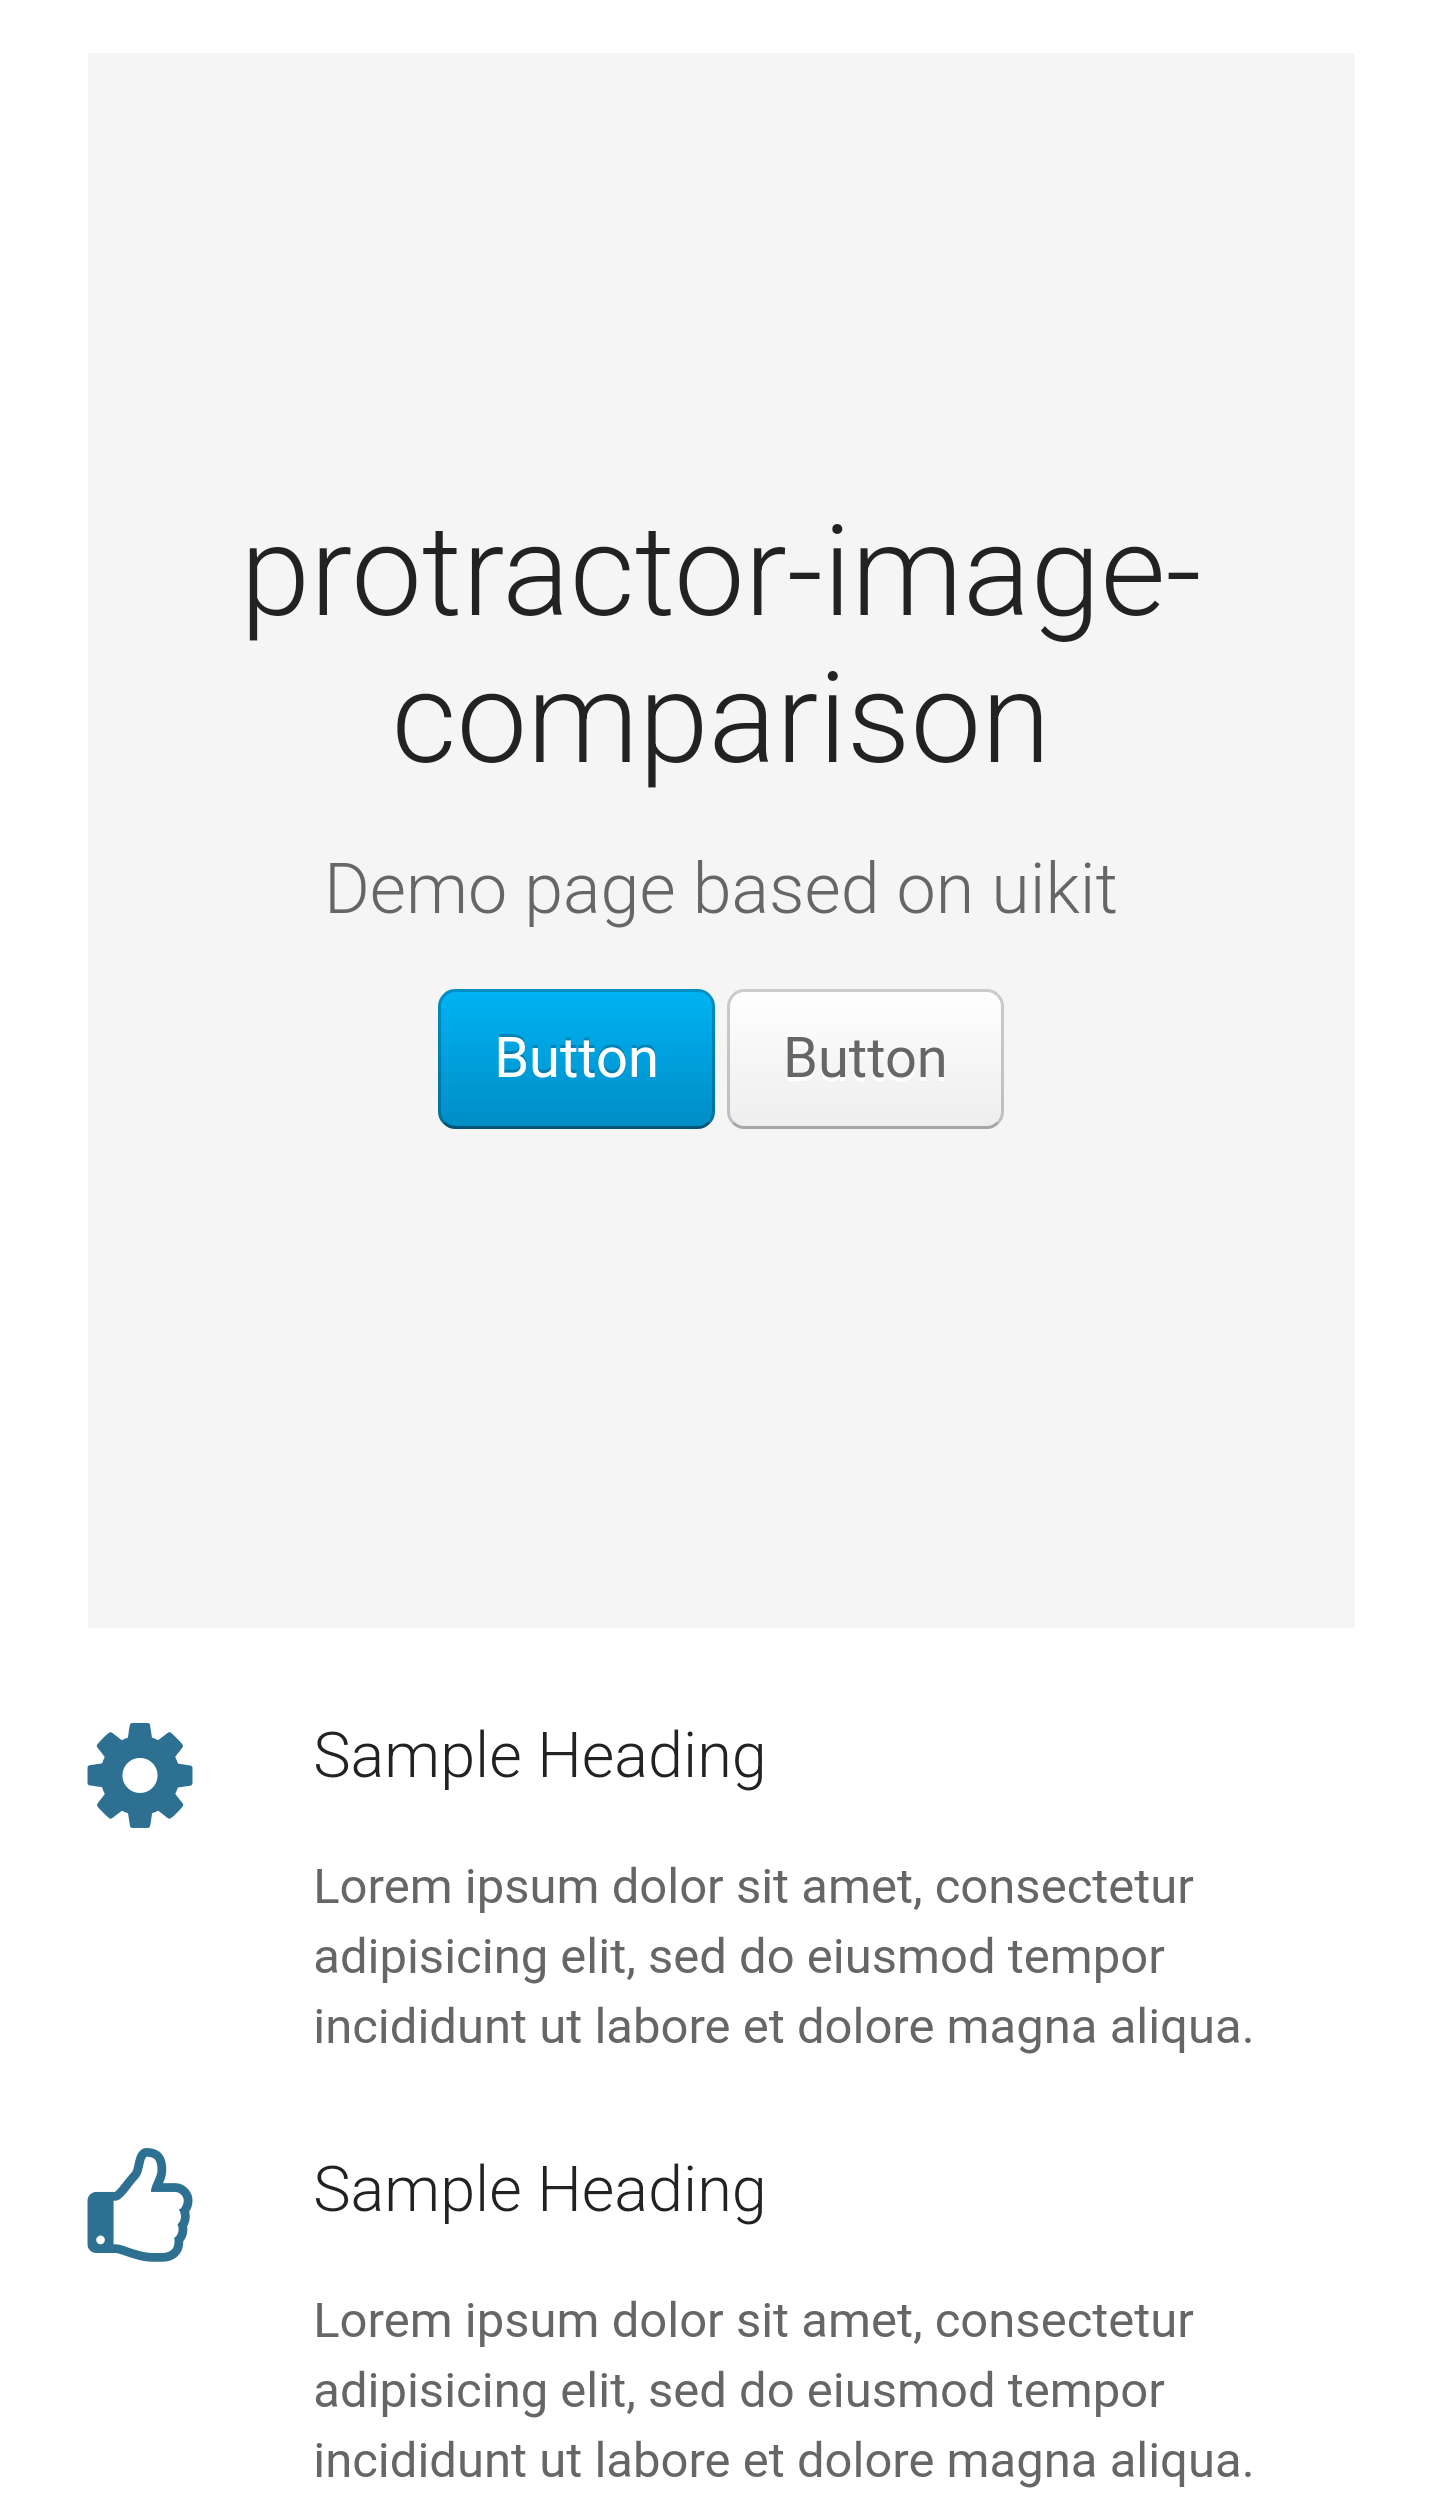 protractor-image-
comparison
Demo page based on uikit
Button Button
Sample Heading
Lorem ipsum dolor sit amet, consectetur
adipisicing elit, sed do eiusmod tempor
incididunt ut labore et dolore magna aliqua.
Sample Heading
Lorem ipsum dolor sit amet, consectetur
adipisicing elit, sed do eiusmod tempor
incididunt ut labore et dolore magna aliqua.